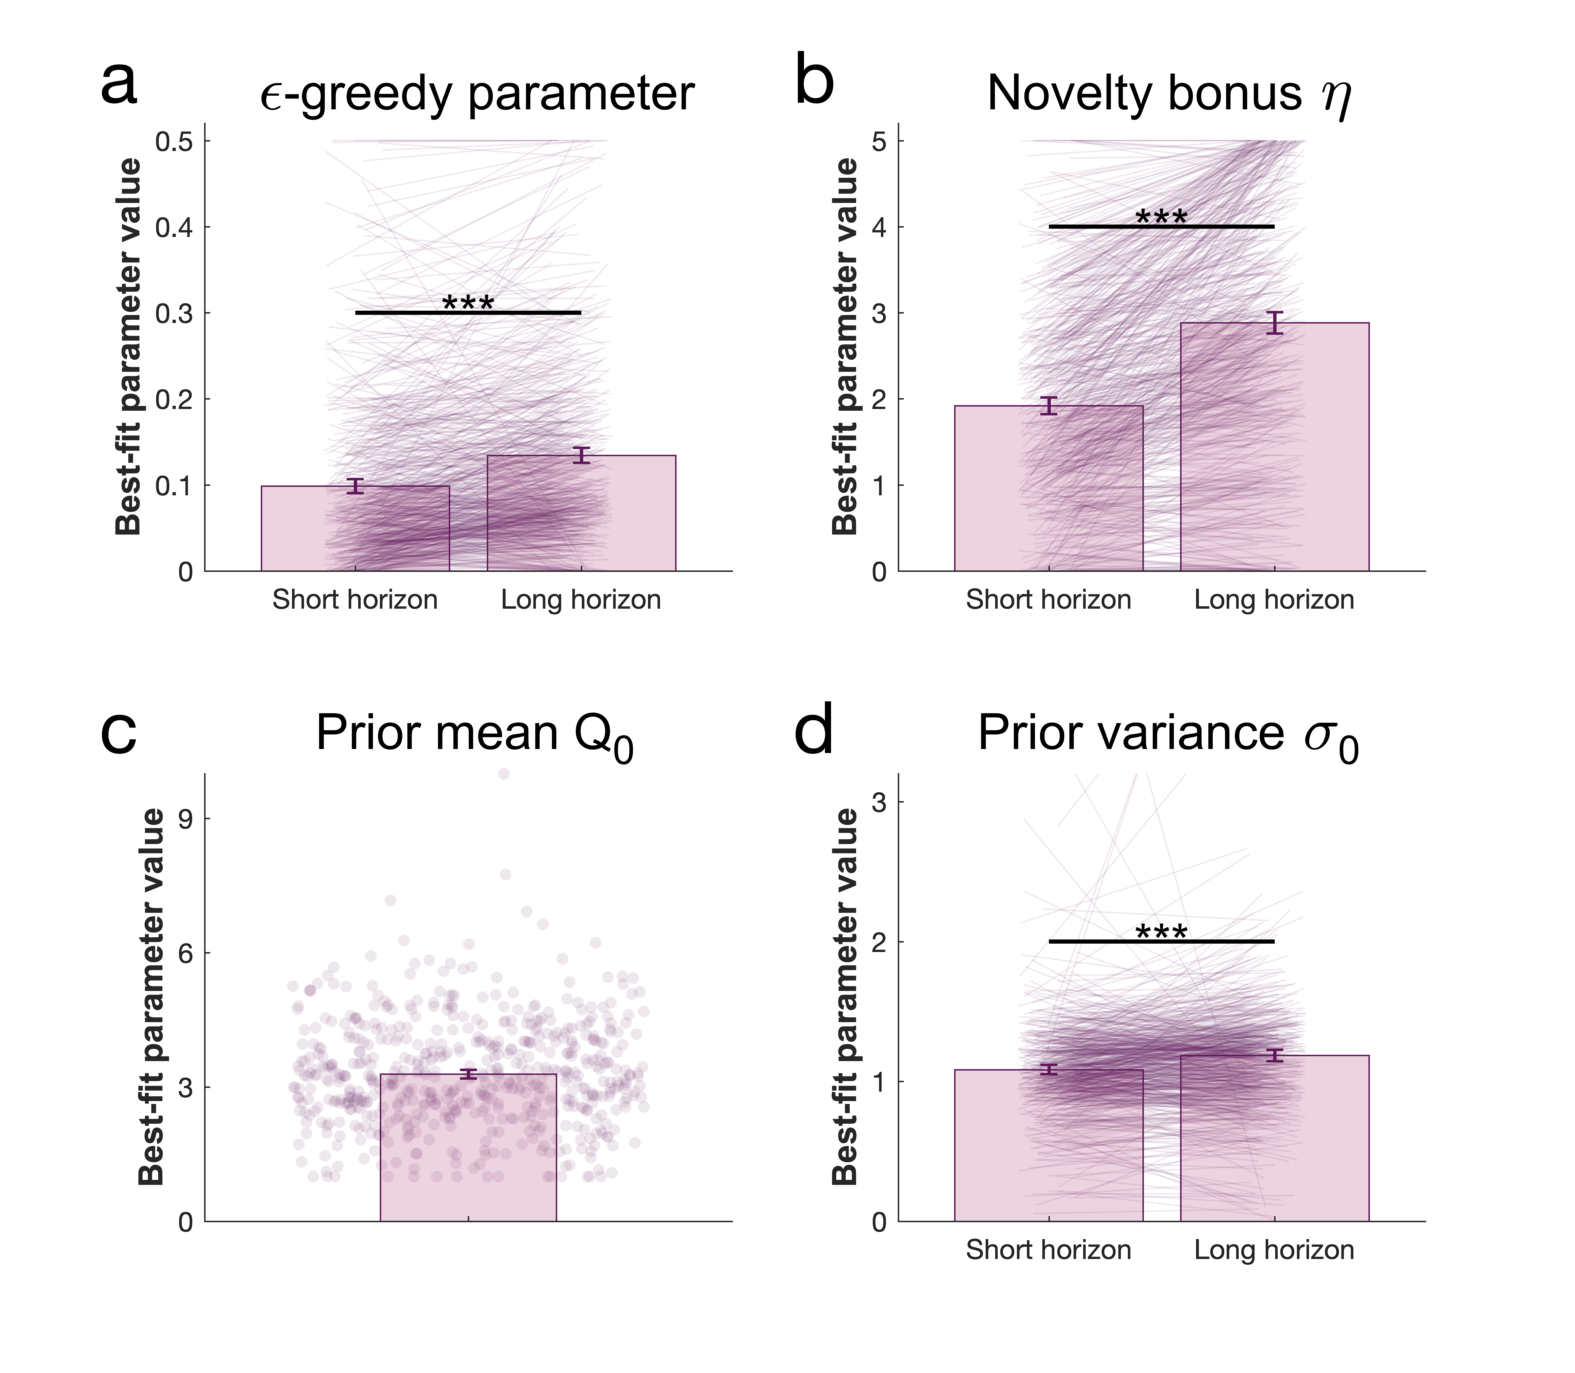 a
ϵ-greedy parameter
Best-fit parameter value
0.5
0.4
0.3
0.2
0.1
0
***
Short horizon
Long horizon
b
Novelty bonus η
Best-fit parameter value
5
4
3
2
1
0
***
Short horizon
Long horizon
c
Prior mean Q0
Best-fit parameter value
9
6
3
0
d
Prior variance σ0
Best-fit parameter value
3
2
1
0
***
Short horizon
Long horizon